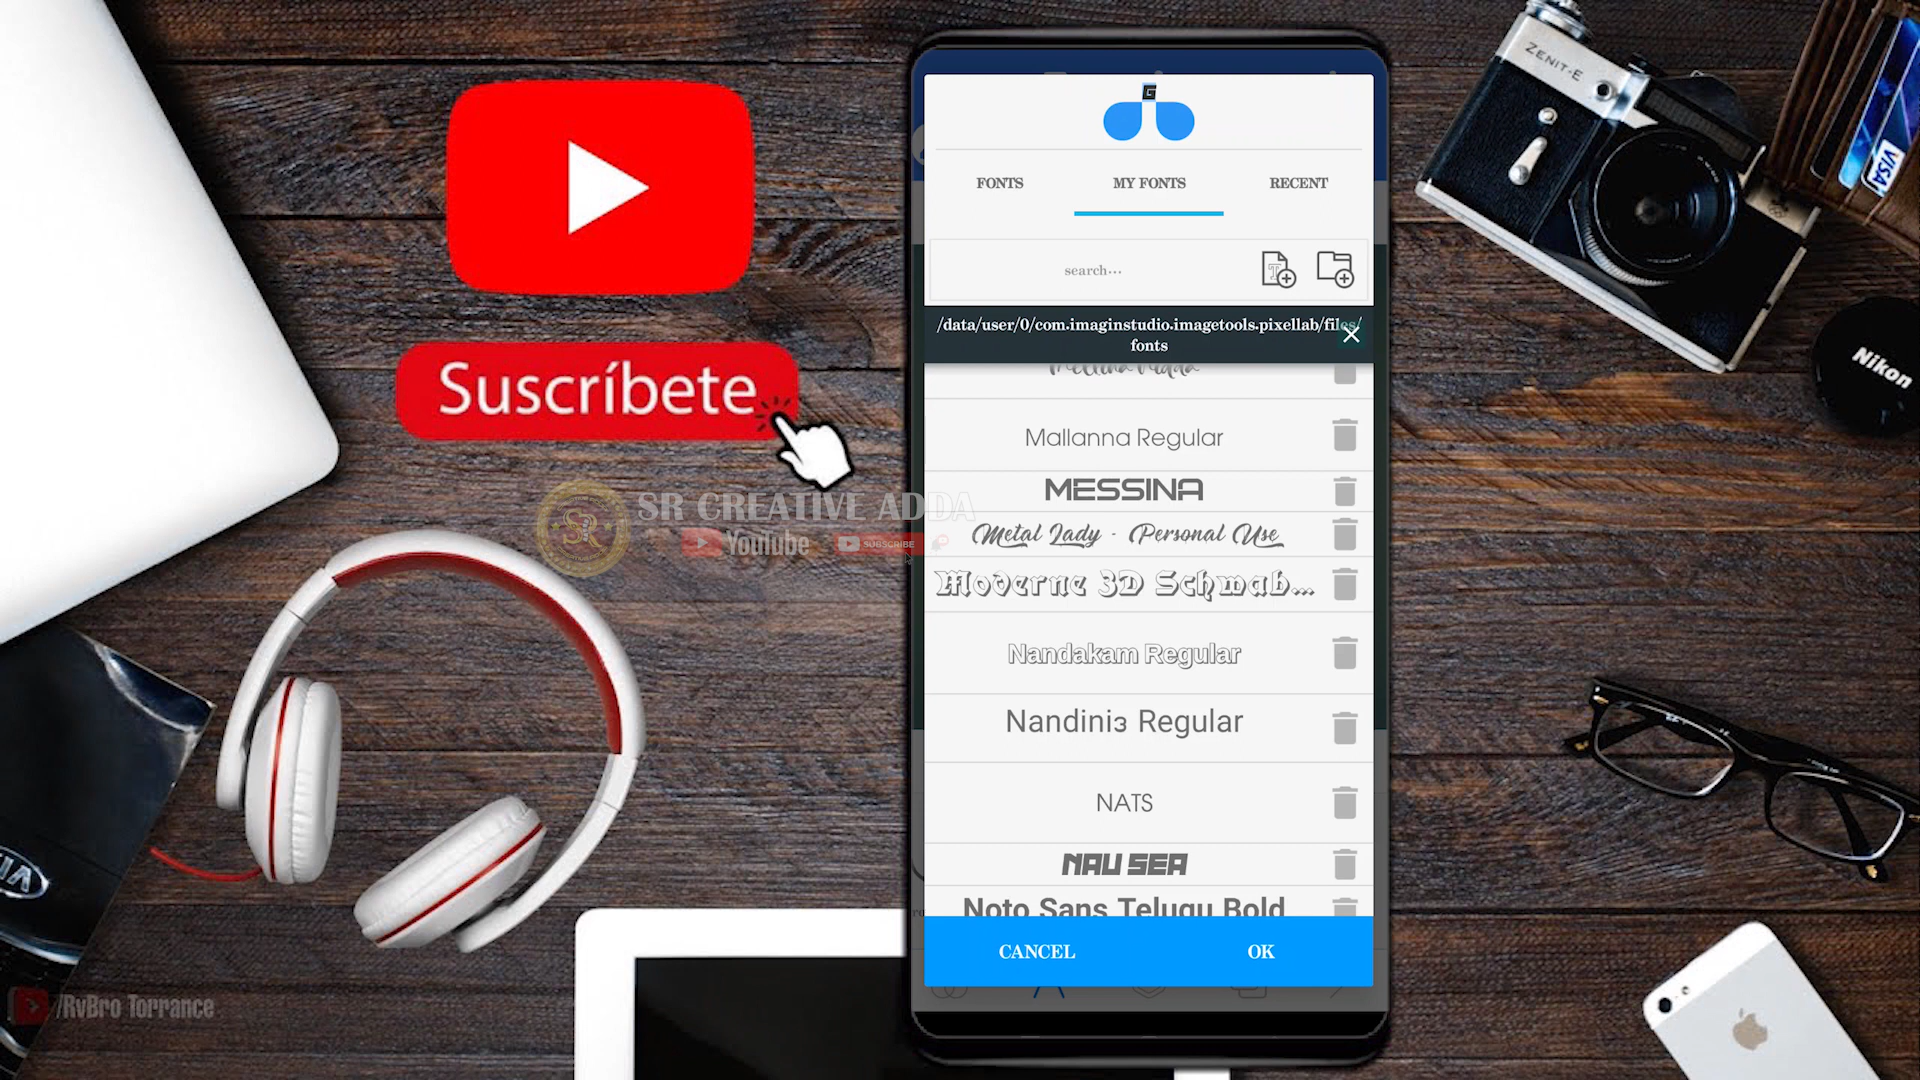 ZENIT-E
VISA
Nikon
Suscríbete
SR CREATIVE ADDA
YouTube
SUBSCRIBE
KIA
/RvBro Torrance
FONTS
MY FONTS
RECENT
search...
/data/user/0/com.imaginstudio.imagetools.pixellab/files/
fonts
Mallanna Regular
MESSINA
Metal Lady - Personal Use
Moderne 3D Schwab...
Nandakam Regular
Nandini3 Regular
NATS
NAU SEA
Noto Sans Telugu Bold
CANCEL
OK